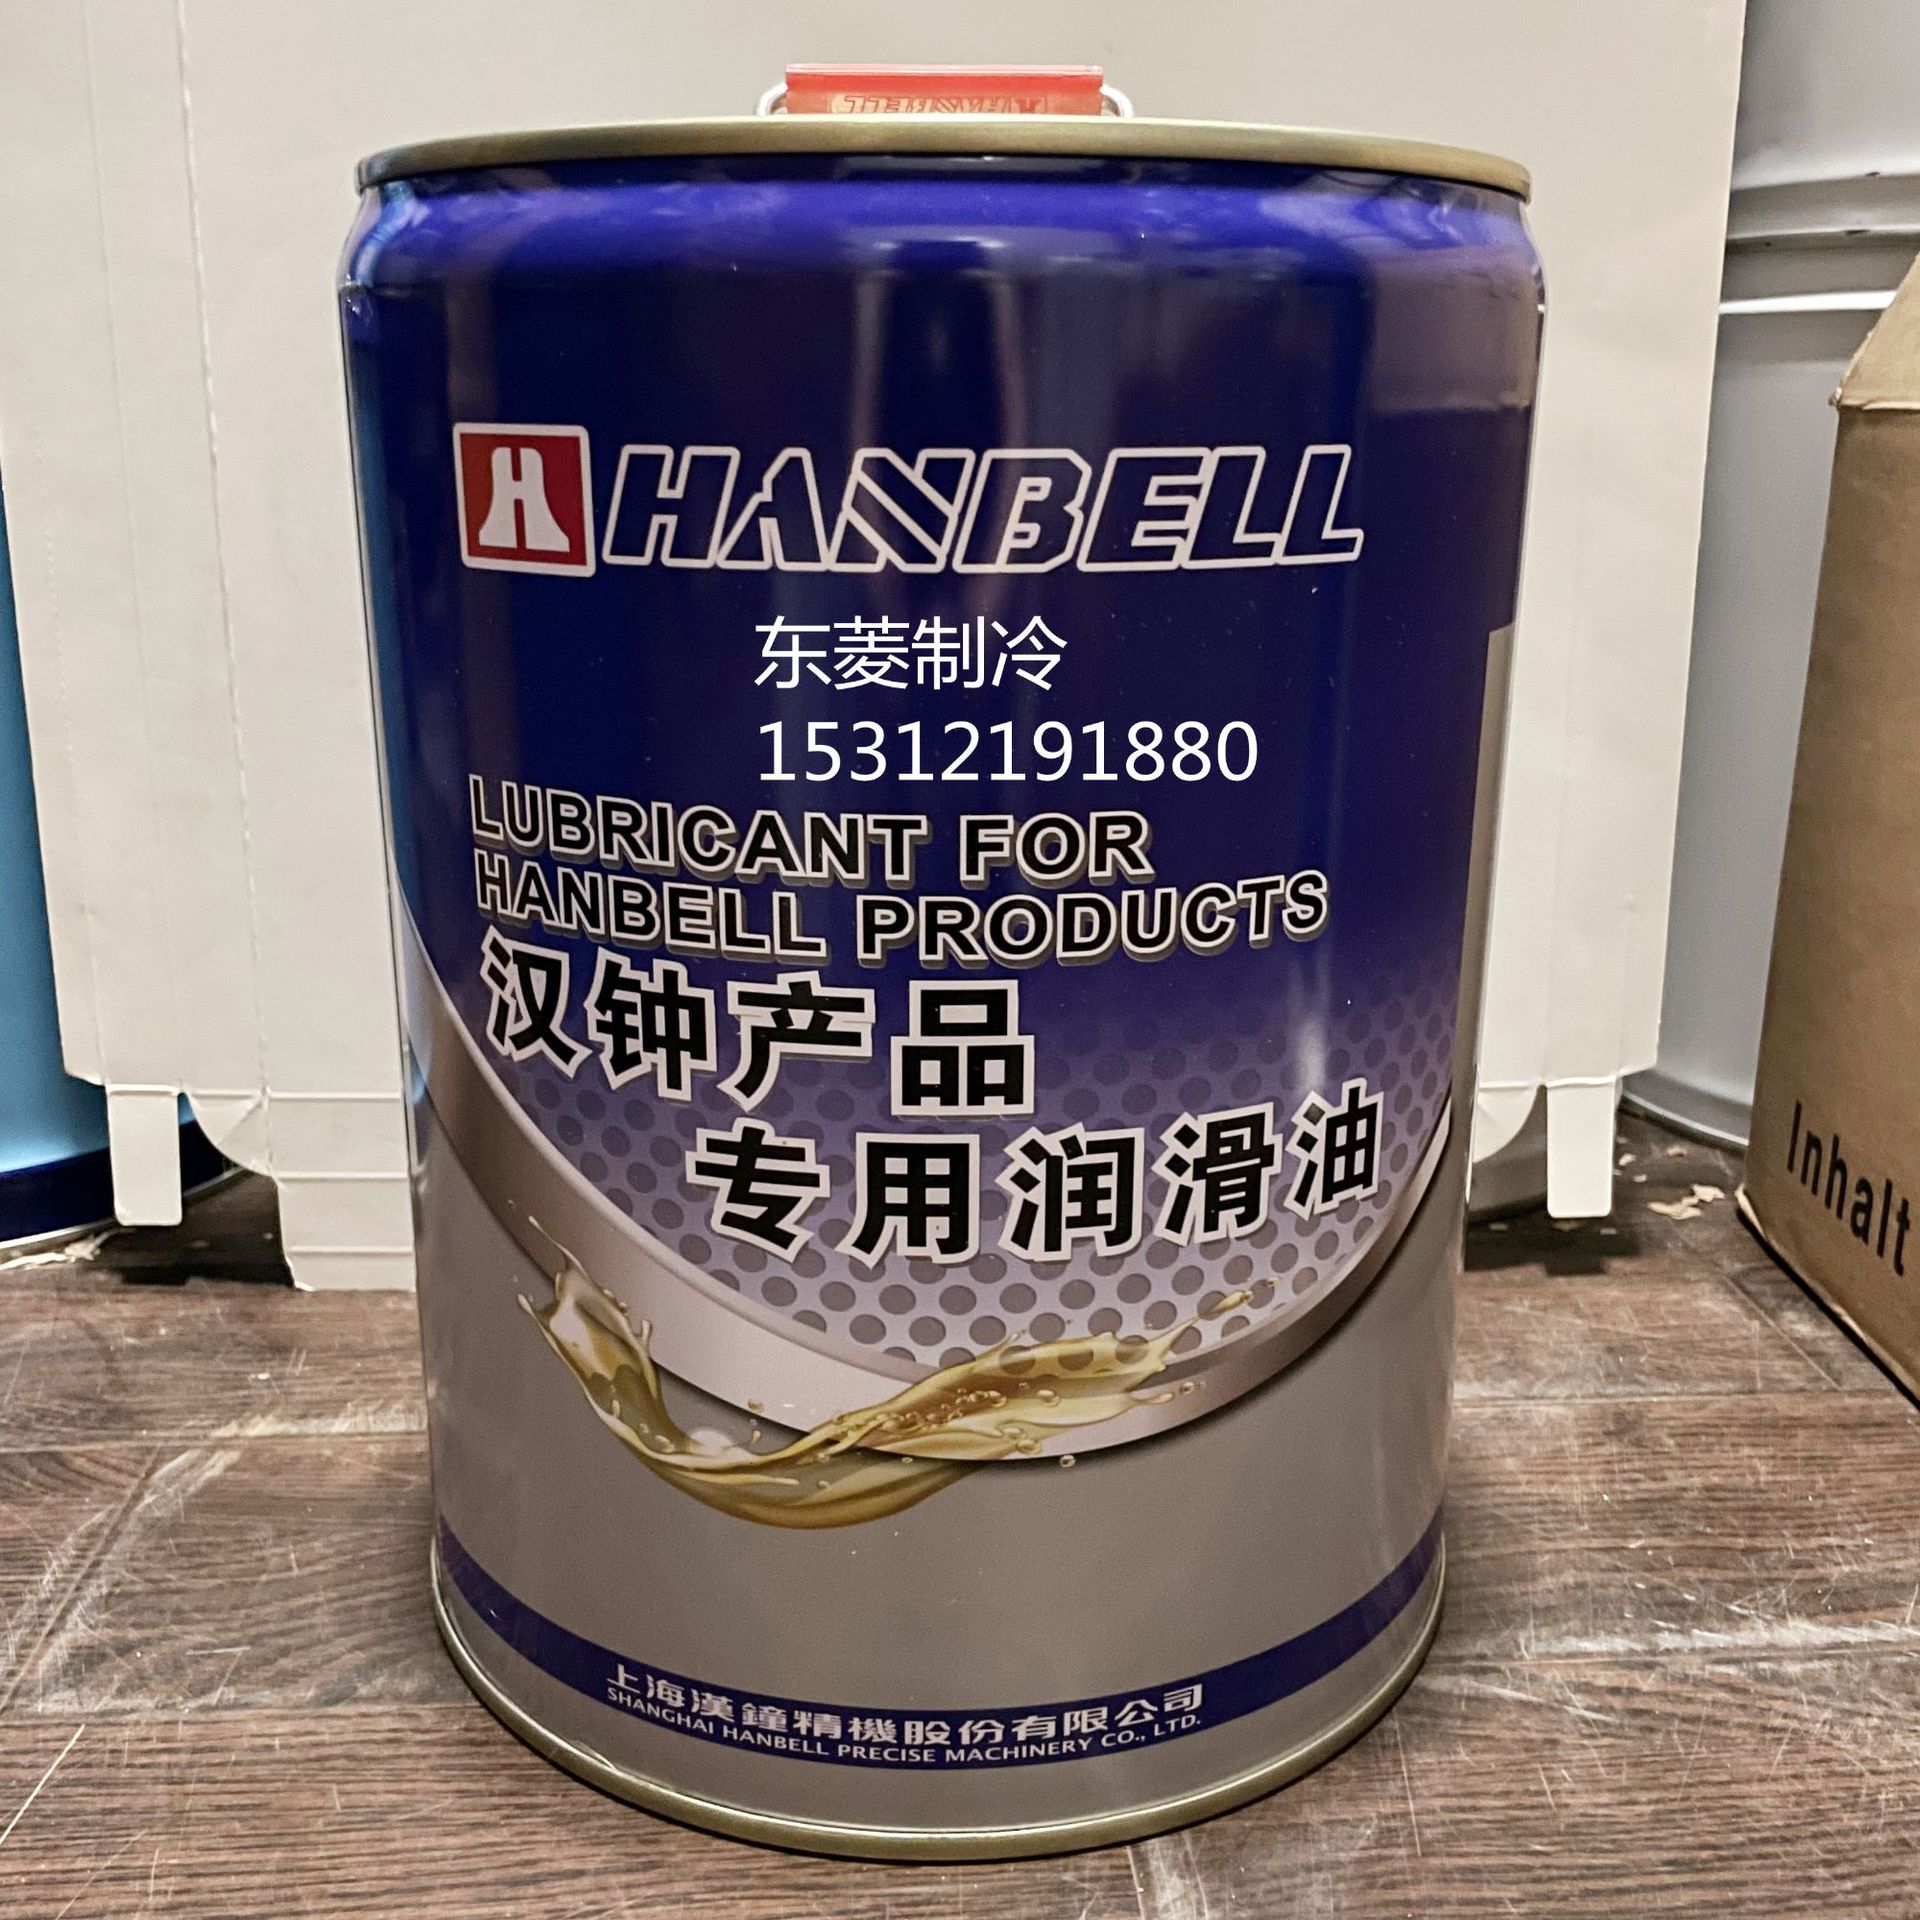 HANBELL
HANBELL
东菱制冷
15312191880
LUBRICANT FOR
HANBELL PRODUCTS
汉钟产品
专用润滑油
上海漢鐘精機股份有限公司
SHANGHAI HANBELL PRECISE MACHINERY CO., LTD.
Inhalt